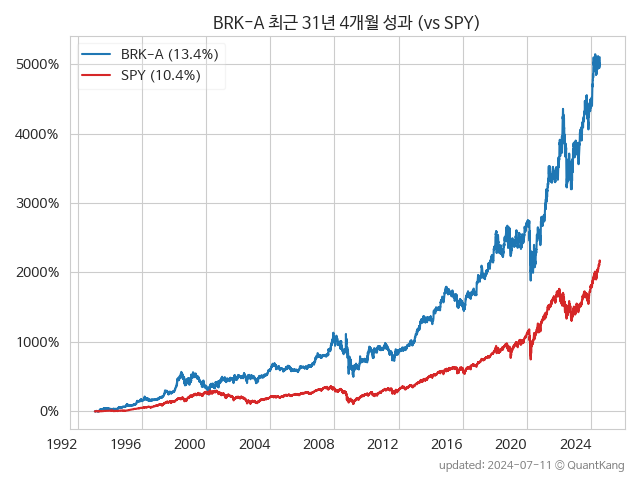 BRK-A 최근 31년 4개월 성과 (vs SPY)
BRK-A (13.4%)
SPY (10.4%)
5000%
4000%
3000%
2000%
1000%
0%
1992 1996 2000 2004 2008 2012 2016 2020 2024
updated: 2024-07-11 © QuantKang